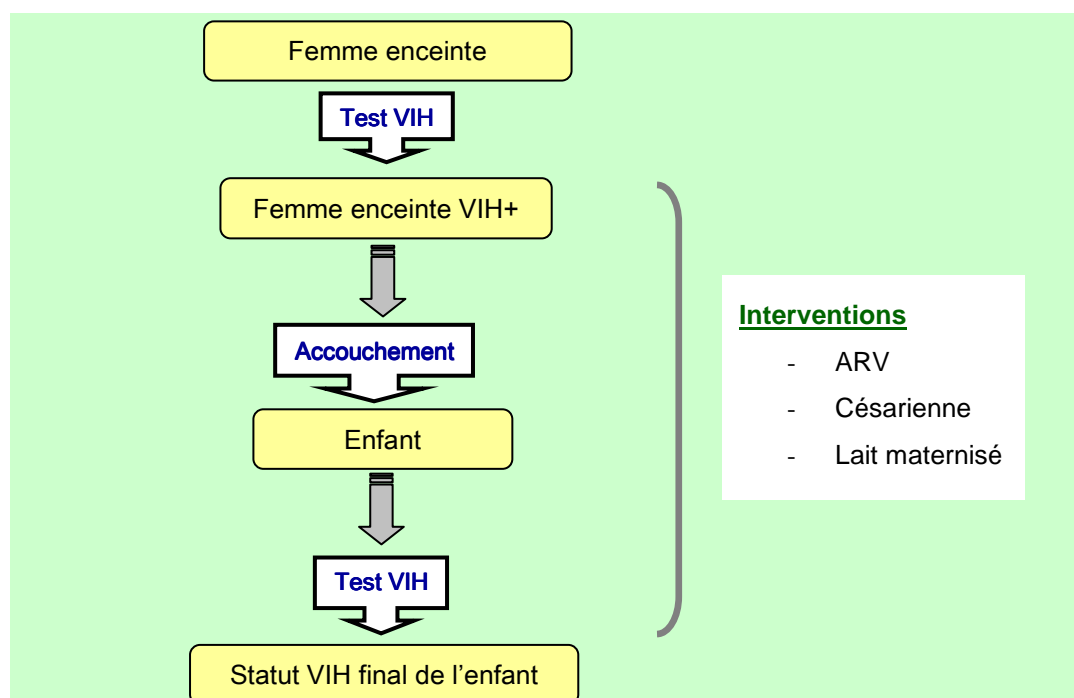 Femme enceinte
Test VIH
Femme enceinte VIH+
Accouchement
Enfant
Test VIH
Statut VIH final de l’enfant
Interventions
- ARV
- Césarienne
- Lait maternisé